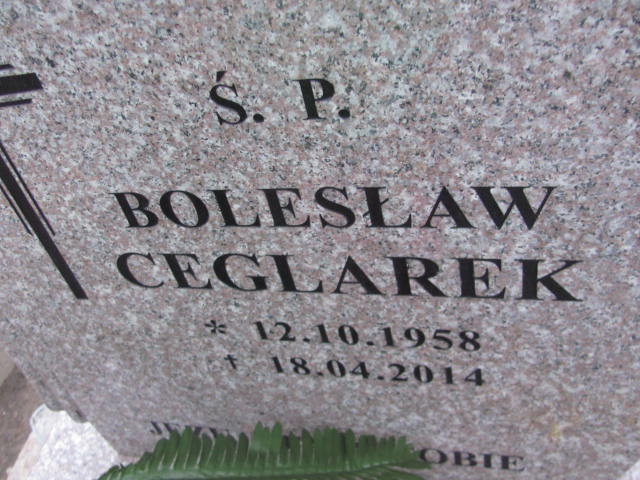 Ś. P.
BOLESŁAW
CEGLAREK
* 12.10.1958
† 18.04.2014